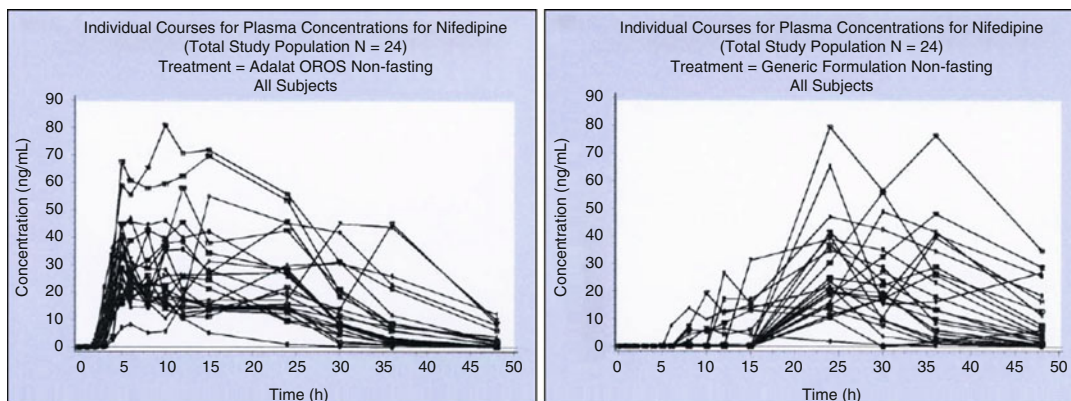 Individual Courses for Plasma Concentrations for Nifedipine
(Total Study Population N = 24)
Treatment = Adalat OROS Non-fasting
All Subjects
90
80
70
60
50
40
30
20
10
0
Concentration (ng/mL)
0 5 10 15 20 25 30 35 40 45 50
Time (h)
Individual Courses for Plasma Concentrations for Nifedipine
(Total Study Population N = 24)
Treatment = Generic Formulation Non-fasting
All Subjects
90
80
70
60
50
40
30
20
10
0
Concentration (ng/mL)
0 5 10 15 20 25 30 35 40 45 50
Time (h)